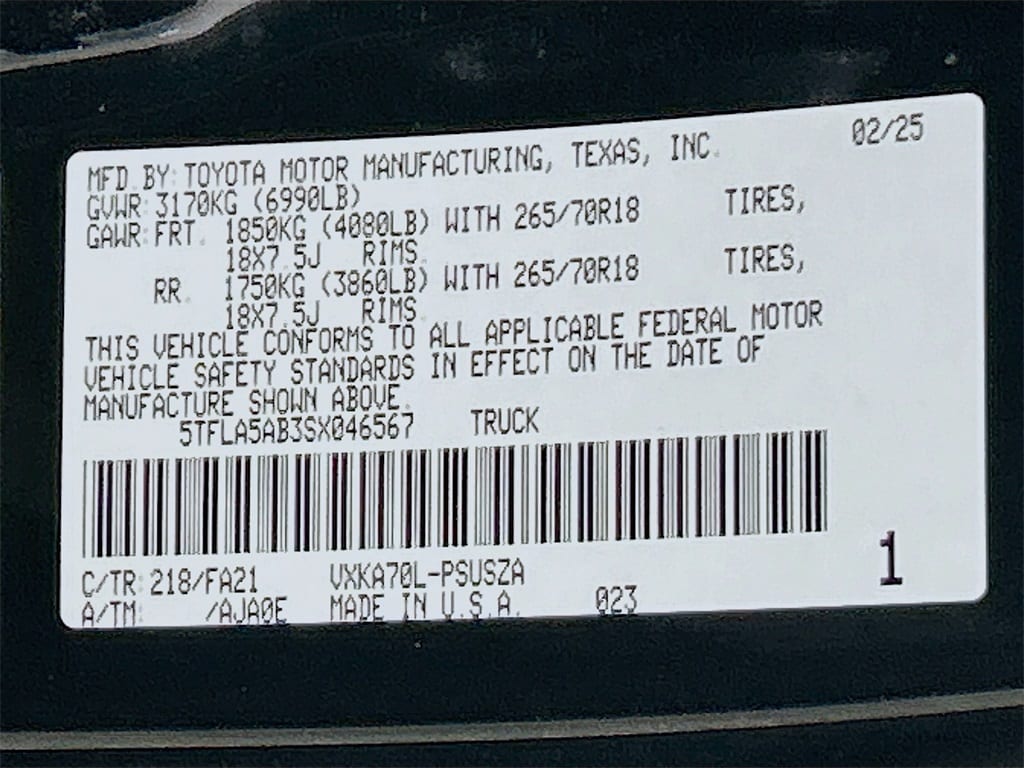 MFD. BY: TOYOTA MOTOR MANUFACTURING, TEXAS, INC. 02/25
GVWR: 3170KG (6990LB)
GAWR: FRT. 1850KG (4080LB) WITH 265/70R18 TIRES,
18X7.5J RIMS.
RR. 1750KG (3860LB) WITH 265/70R18 TIRES,
18X7.5J RIMS.
THIS VEHICLE CONFORMS TO ALL APPLICABLE FEDERAL MOTOR
VEHICLE SAFETY STANDARDS IN EFFECT ON THE DATE OF
MANUFACTURE SHOWN ABOVE.
5TFLA5AB3SX046567 TRUCK
C/TR: 218/FA21 VXKA70L-PSUSZA
A/TM: /AJA0E MADE IN U.S.A. 023
1